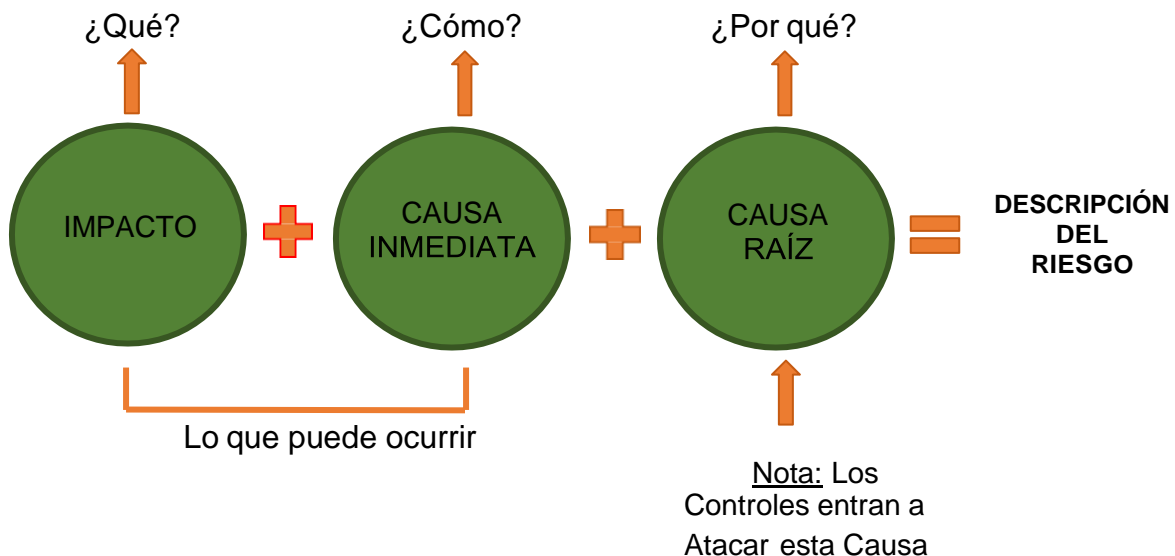 ¿Qué?
¿Cómo?
¿Por qué?
IMPACTO
CAUSA
INMEDIATA
CAUSA
RAÍZ
DESCRIPCIÓN
DEL
RIESGO
Lo que puede ocurrir
Nota: Los
Controles entran a
Atacar esta Causa